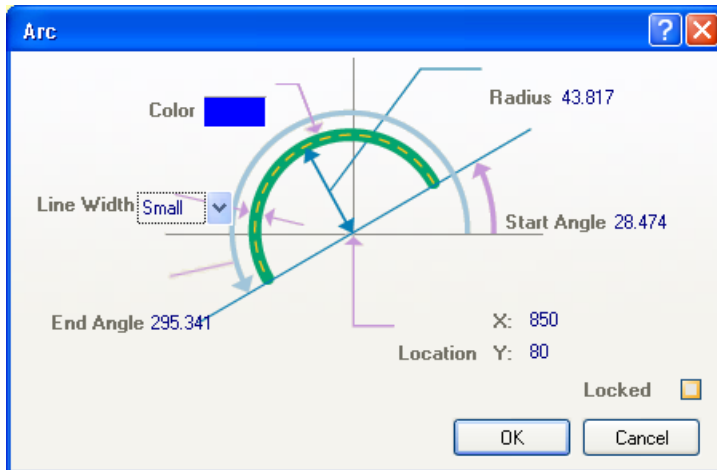 Arc
Color
Radius 43.817
Line Width Small
Start Angle 28.474
End Angle 295.341
X: 850
Location Y: 80
Locked
OK Cancel